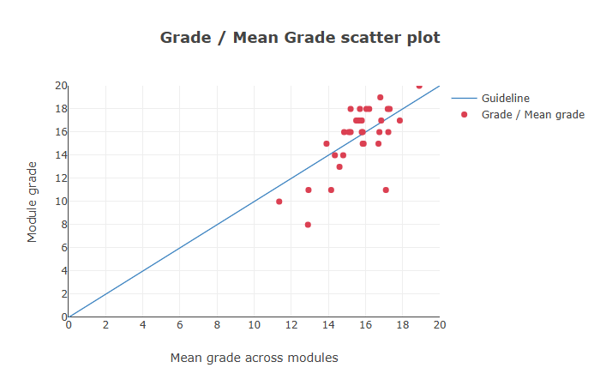 Grade / Mean Grade scatter plot
20
18
16
14
12
10
8
6
4
2
0
0 2 4 6 8 10 12 14 16 18 20
Module grade
Mean grade across modules
Guideline
Grade / Mean grade